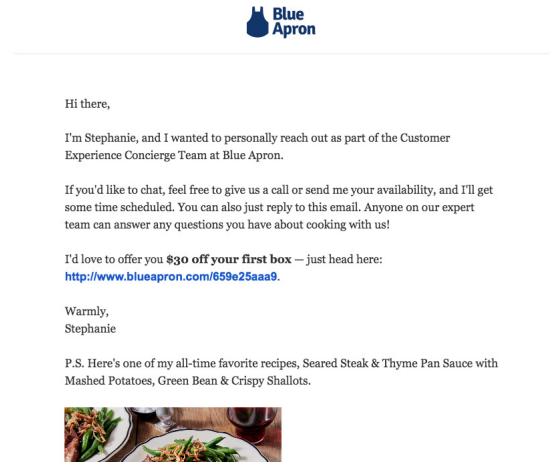 Blue
Apron
Hi there,
I'm Stephanie, and I wanted to personally reach out as part of the Customer
Experience Concierge Team at Blue Apron.
If you'd like to chat, feel free to give us a call or send me your availability, and I'll get
some time scheduled. You can also just reply to this email. Anyone on our expert
team can answer any questions you have about cooking with us!
I'd love to offer you $30 off your first box — just head here:
http://www.blueapron.com/659e25aaa9.
Warmly,
Stephanie
P.S. Here's one of my all-time favorite recipes, Seared Steak & Thyme Pan Sauce with
Mashed Potatoes, Green Bean & Crispy Shallots.